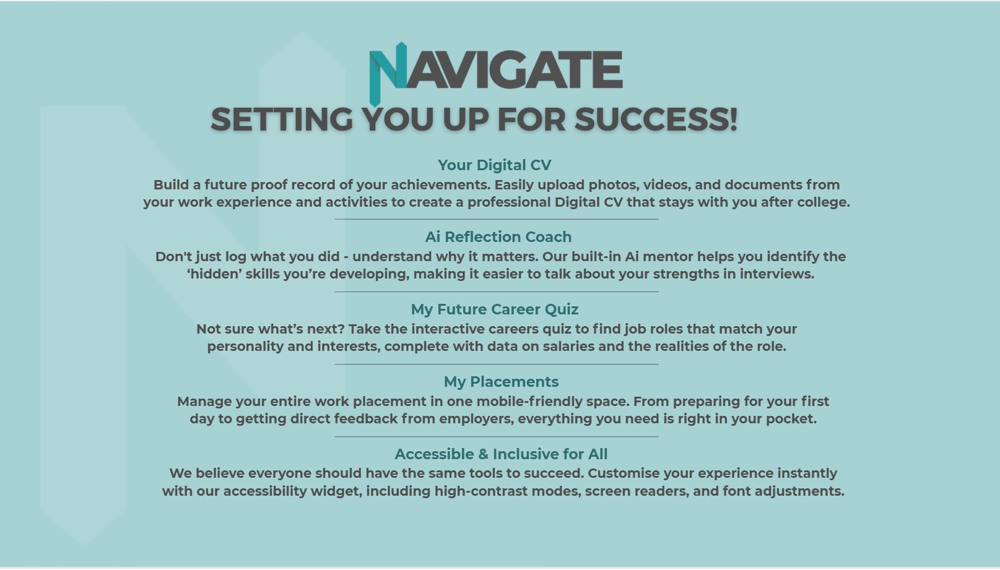 NAVIGATE
SETTING YOU UP FOR SUCCESS!
Your Digital CV
Build a future proof record of your achievements. Easily upload photos, videos, and documents from
your work experience and activities to create a professional Digital CV that stays with you after college.
Ai Reflection Coach
Don't just log what you did - understand why it matters. Our built-in Ai mentor helps you identify the
‘hidden’ skills you’re developing, making it easier to talk about your strengths in interviews.
My Future Career Quiz
Not sure what’s next? Take the interactive careers quiz to find job roles that match your
personality and interests, complete with data on salaries and the realities of the role.
My Placements
Manage your entire work placement in one mobile-friendly space. From preparing for your first
day to getting direct feedback from employers, everything you need is right in your pocket.
Accessible & Inclusive for All
We believe everyone should have the same tools to succeed. Customise your experience instantly
with our accessibility widget, including high-contrast modes, screen readers, and font adjustments.